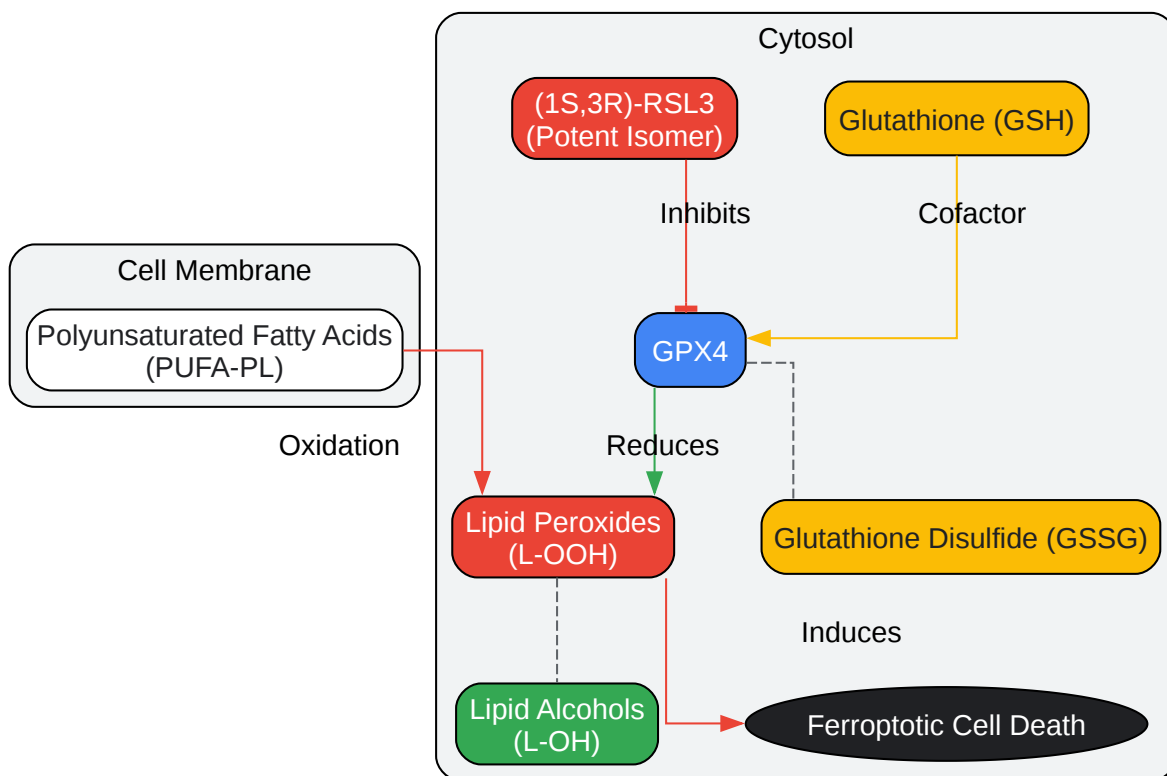 Cytosol
(1S,3R)-RSL3
(Potent Isomer)
Glutathione (GSH)
Inhibits
Cofactor
Cell Membrane
Polyunsaturated Fatty Acids
(PUFA-PL)
GPX4
Oxidation
Reduces
Lipid Peroxides
(L-OOH)
Glutathione Disulfide (GSSG)
Induces
Lipid Alcohols
(L-OH)
Ferroptotic Cell Death